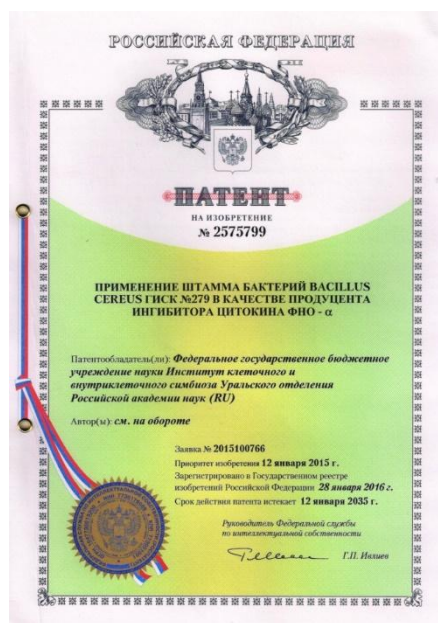 РОССИЙСКАЯ ФЕДЕРАЦИЯ
ПАТЕНТ
НА ИЗОБРЕТЕНИЕ
№ 2575799
ПРИМЕНЕНИЕ ШТАММА БАКТЕРИЙ BACILLUS
CEREUS ГИСК №279 В КАЧЕСТВЕ ПРОДУЦЕНТА
ИНГИБИТОРА ЦИТОКИНА ФНО - α
Патентообладатель(ли): Федеральное государственное бюджетное
учреждение науки Институт клеточного и
внутриклеточного симбиоза Уральского отделения
Российской академии наук (RU)
Автор(ы): см. на обороте
Заявка № 2015100766
Приоритет изобретения 12 января 2015 г.
Зарегистрировано в Государственном реестре
изобретений Российской Федерации 28 января 2016 г.
Срок действия патента истекает 12 января 2035 г.
Руководитель Федеральной службы
по интеллектуальной собственности
Г.П. Ивлиев